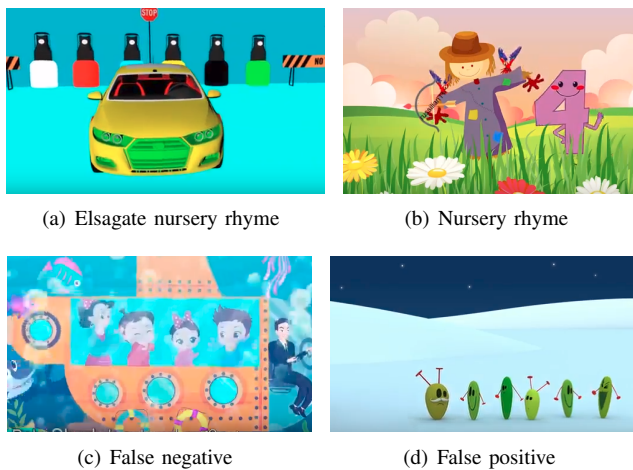 STOP
NO
(a) Elsagate nursery rhyme
(b) Nursery rhyme
(c) False negative
(d) False positive